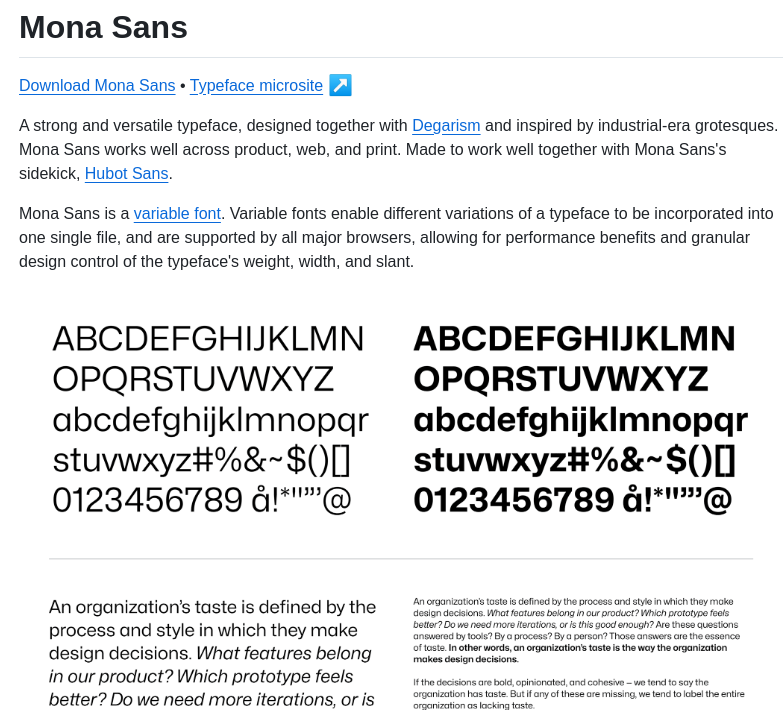 Mona Sans
Download Mona Sans • Typeface microsite ↗
A strong and versatile typeface, designed together with Degarism and inspired by industrial-era grotesques.
Mona Sans works well across product, web, and print. Made to work well together with Mona Sans's
sidekick, Hubot Sans.
Mona Sans is a variable font. Variable fonts enable different variations of a typeface to be incorporated into
one single file, and are supported by all major browsers, allowing for performance benefits and granular
design control of the typeface's weight, width, and slant.
ABCDEFGHIJKLMN
OPQRSTUVWXYZ
abcdefghijklmnopqr
stuvwxyz#%&~$()[]
0123456789 å!*"”’@
ABCDEFGHIJKLMN
OPQRSTUVWXYZ
abcdefghijklmnopqr
stuvwxyz#%&~$()[]
0123456789 å!*"”’@
An organization’s taste is defined by the
process and style in which they make
design decisions. What features belong
in our product? Which prototype feels
better? Do we need more iterations, or is
An organization’s taste is defined by the process and style in which they make
design decisions. What features belong in our product? Which prototype feels
better? Do we need more iterations, or is this good enough? Are these questions
answered by tools? By a process? By a person? Those answers are the essence
of taste. In other words, an organization’s taste is the way the organization
makes design decisions.
If the decisions are bold, opinionated, and cohesive — we tend to say the
organization has taste. But if any of these are missing, we tend to label the entire
organization as lacking taste.